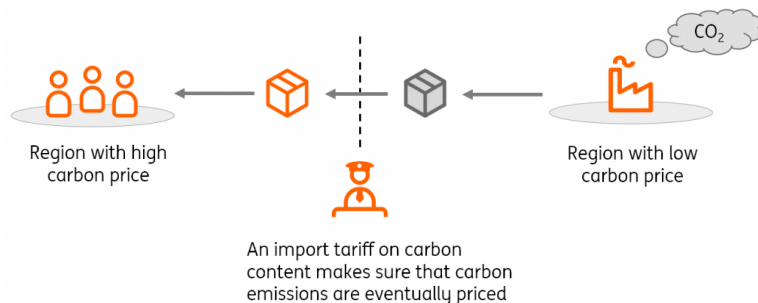 CO₂
Region with high
carbon price
Region with low
carbon price
An import tariff on carbon
content makes sure that carbon
emissions are eventually priced